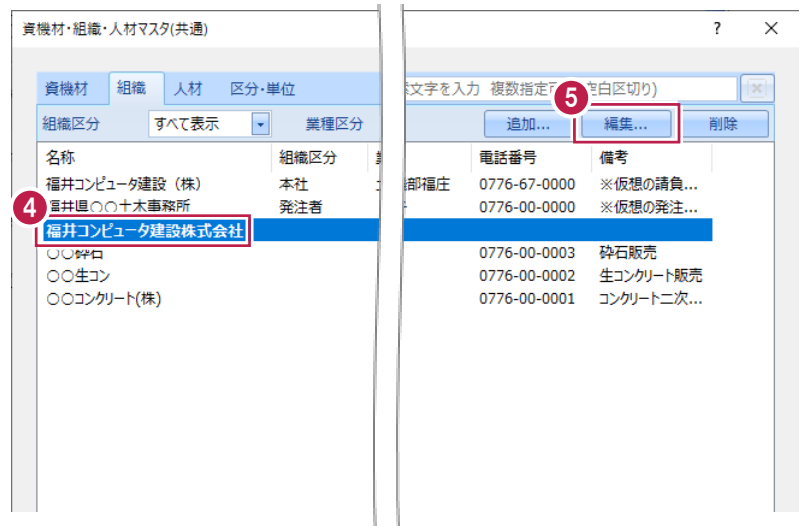 資機材・組織・人材マスタ(共通) ? ×
資機材 組織 人材 区分・単位 文字を入力 複数指定 空白区切り)
5
組織区分 すべて表示 業種区分 追加... 編集... 削除
名称 組織区分 電話番号 備考
福井コンピュータ建設（株） 本社 部福庄 0776-67-0000 ※仮想の請負...
福井県○○土木事務所 発注者 0776-00-0000 ※仮想の発注...
4
福井コンピュータ建設株式会社
○○砕石 0776-00-0003 砕石販売
○○生コン 0776-00-0002 生コンクリート販売
○○コンクリート(株) 0776-00-0001 コンクリート二次...